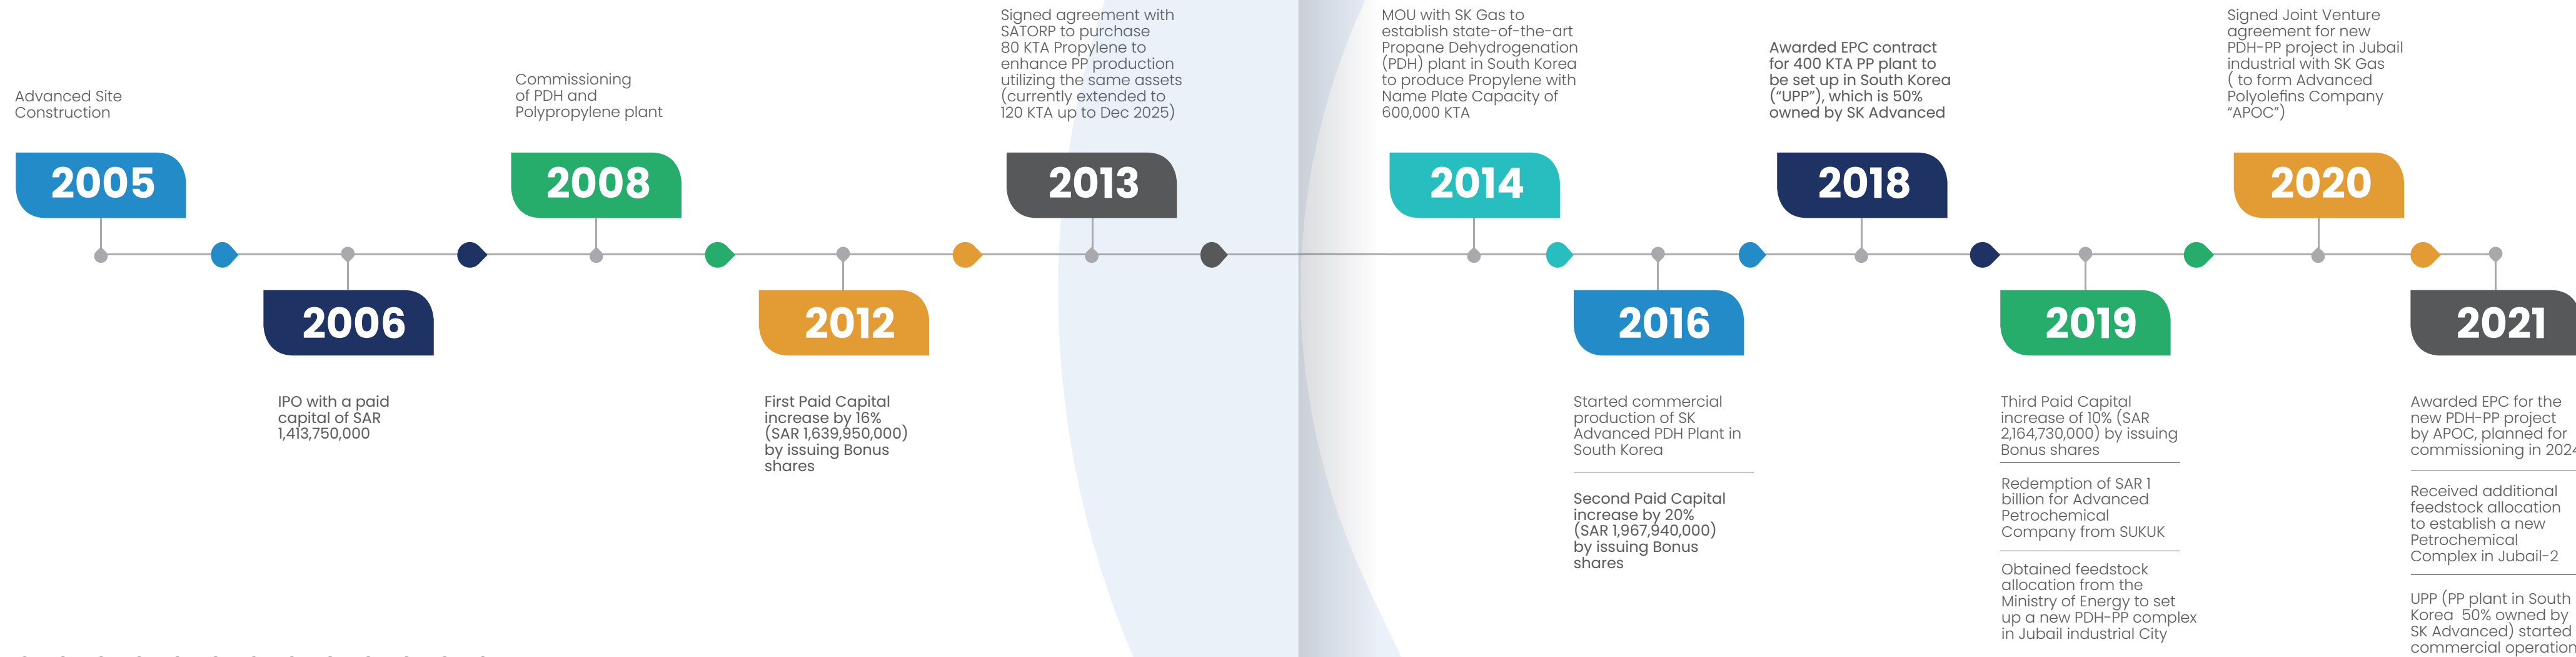 Advanced Site
Construction
2005
2006
IPO with a paid
capital of SAR
1,413,750,000
Commissioning
of PDH and
Polypropylene plant
2008
2012
First Paid Capital
increase by 16%
(SAR 1,639,950,000)
by issuing Bonus
shares
Signed agreement with
SATORP to purchase
80 KTA Propylene to
enhance PP production
utilizing the same assets
(currently extended to
120 KTA up to Dec 2025)
2013
MOU with SK Gas to
establish state-of-the-art
Propane Dehydrogenation
(PDH) plant in South Korea
to produce Propylene with
Name Plate Capacity of
600,000 KTA
2014
2016
Started commercial
production of SK
Advanced PDH Plant in
South Korea
Second Paid Capital
increase by 20%
(SAR 1,967,940,000)
by issuing Bonus
shares
Awarded EPC contract
for 400 KTA PP plant to
be set up in South Korea
(“UPP”), which is 50%
owned by SK Advanced
2018
2019
Third Paid Capital
increase of 10% (SAR
2,164,730,000) by issuing
Bonus shares
Redemption of SAR 1
billion for Advanced
Petrochemical
Company from SUKUK
Obtained feedstock
allocation from the
Ministry of Energy to set
up a new PDH-PP complex
in Jubail industrial City
Signed Joint Venture
agreement for new
PDH-PP project in Jubail
industrial with SK Gas
( to form Advanced
Polyolefins Company
“APOC”)
2020
2021
Awarded EPC for the
new PDH-PP project
by APOC, planned for
commissioning in 2024
Received additional
feedstock allocation
to establish a new
Petrochemical
Complex in Jubail-2
UPP (PP plant in South
Korea 50% owned by
SK Advanced) started
commercial operation